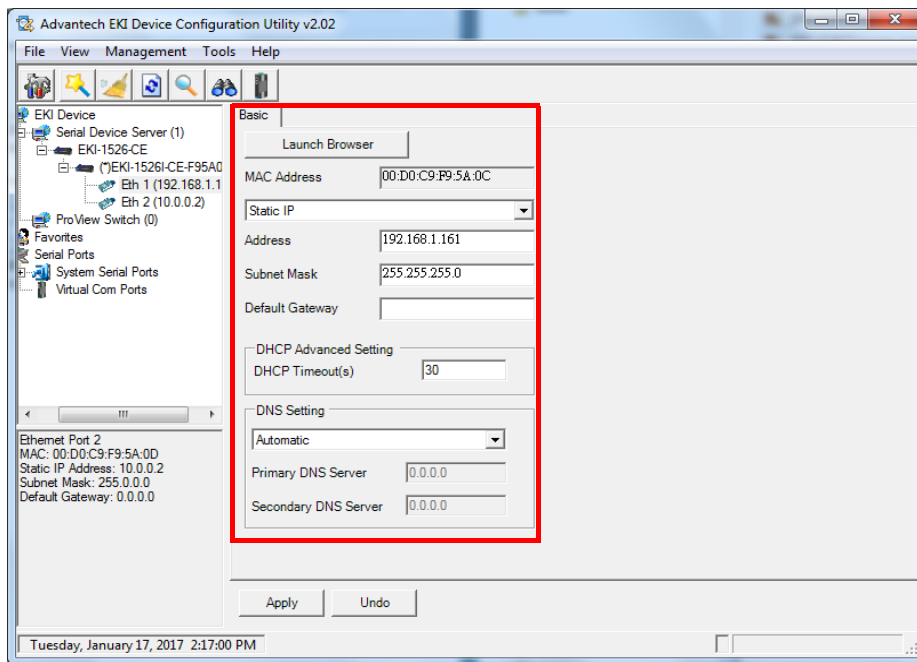 Advantech EKI Device Configuration Utility v2.02
File View Management Tools Help
EKI Device
Serial Device Server (1)
EKI-1526-CE
(*)EKI-1526I-CE-F95A0
Eth 1 (192.168.1.1
Eth 2 (10.0.0.2)
ProView Switch (0)
Favorites
Serial Ports
System Serial Ports
Virtual Com Ports
Ethernet Port 2
MAC: 00:D0:C9:F9:5A:0D
Static IP Address: 10.0.0.2
Subnet Mask: 255.0.0.0
Default Gateway: 0.0.0.0
Basic
Launch Browser
MAC Address 00:D0:C9:F9:5A:0C
Static IP
Address 192.168.1.161
Subnet Mask 255.255.255.0
Default Gateway
DHCP Advanced Setting
DHCP Timeout(s) 30
DNS Setting
Automatic
Primary DNS Server 0.0.0.0
Secondary DNS Server 0.0.0.0
Apply Undo
Tuesday, January 17, 2017 2:17:00 PM